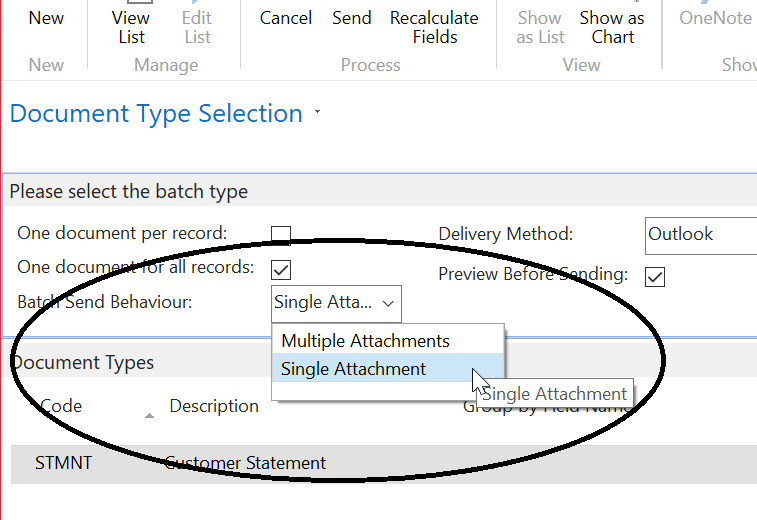 New
View List
Edit List
Cancel
Send
Recalculate Fields
Show as List
Show as Chart
OneNote
New
Manage
Process
View
Sho
Document Type Selection
Please select the batch type
One document per record:
Delivery Method:
Outlook
One document for all records:
Preview Before Sending:
Batch Send Behaviour:
Single Atta...
Multiple Attachments
Single Attachment
Single Attachment
Document Types
Code
Description
Group by Field Name
STMNT
Customer Statement